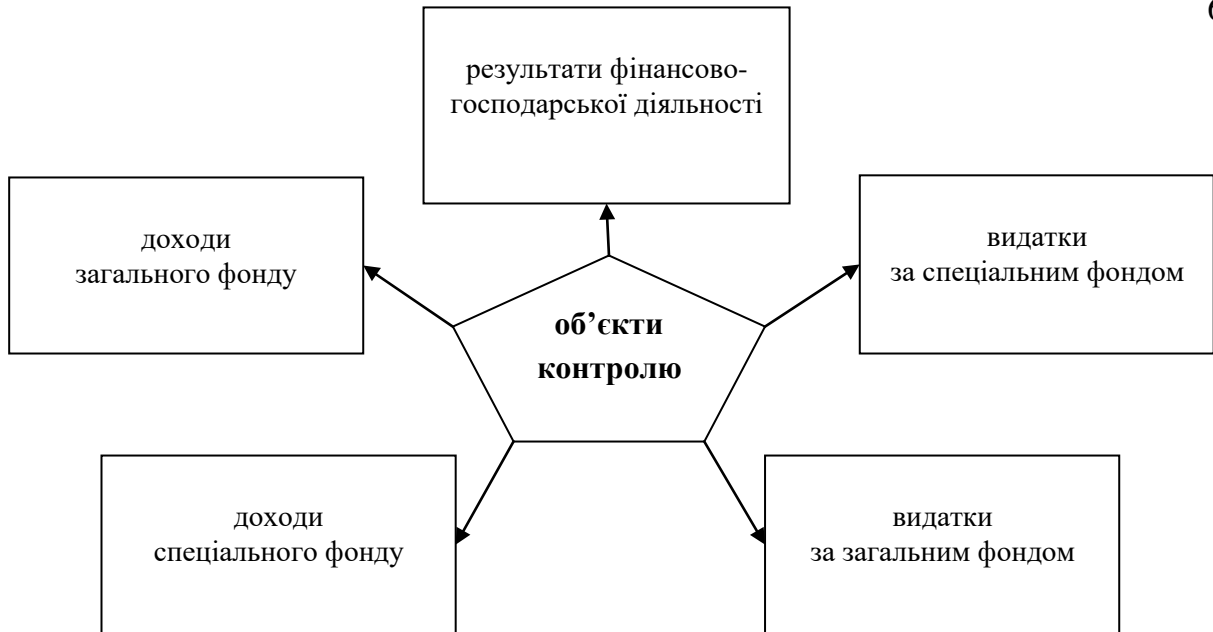 результати фінансово-
господарської діяльності
доходи
загального фонду
видатки
за спеціальним фондом
об’єкти
контролю
доходи
спеціального фонду
видатки
за загальним фондом